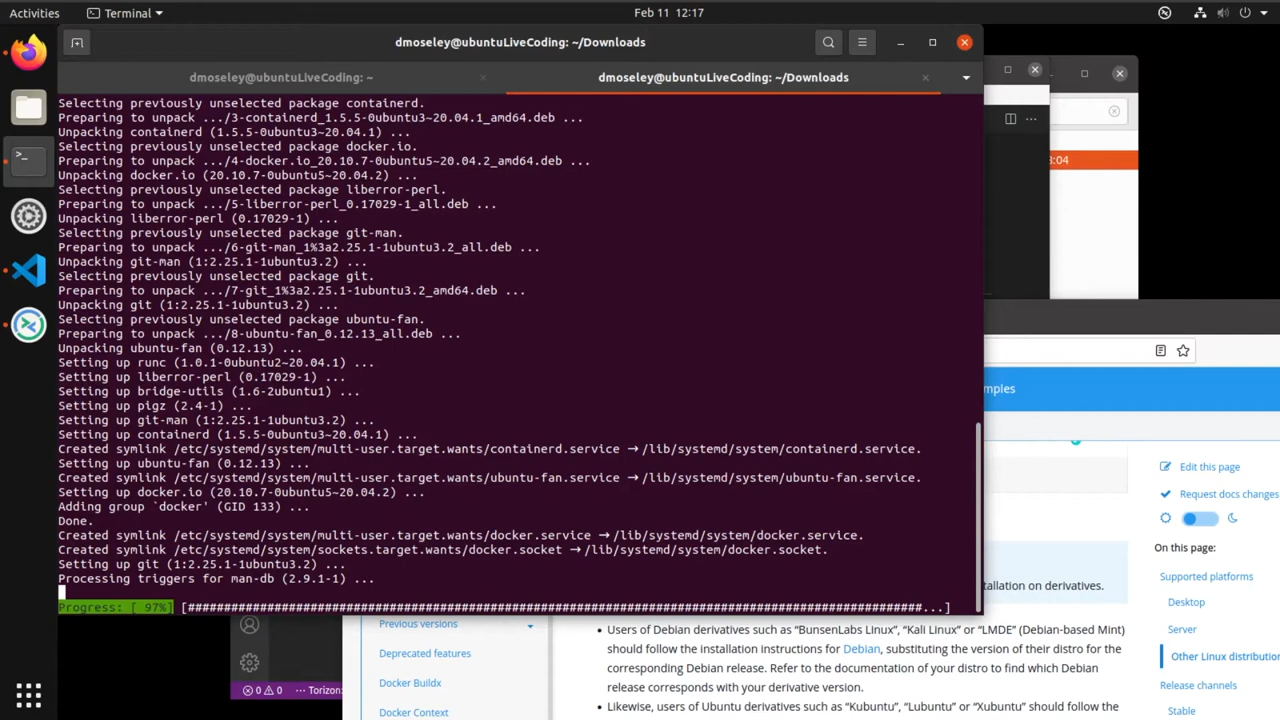 Activities
Terminal
Feb 11 12:17
dmoseley@ubuntuLiveCoding: ~/Downloads
dmoseley@ubuntuLiveCoding: ~
dmoseley@ubuntuLiveCoding: ~/Downloads
Selecting previously unselected package containerd.
Preparing to unpack .../3-containerd_1.5.5-0ubuntu3~20.04.1_amd64.deb ...
Unpacking containerd (1.5.5-0ubuntu3~20.04.1) ...
Selecting previously unselected package docker.io.
Preparing to unpack .../4-docker.io_20.10.7-0ubuntu5~20.04.2_amd64.deb ...
Unpacking docker.io (20.10.7-0ubuntu5~20.04.2) ...
Selecting previously unselected package liberror-perl.
Preparing to unpack .../5-liberror-perl_0.17029-1_all.deb ...
Unpacking liberror-perl (0.17029-1) ...
Selecting previously unselected package git-man.
Preparing to unpack .../6-git-man_1%3a2.25.1-1ubuntu3.2_all.deb ...
Unpacking git-man (1:2.25.1-1ubuntu3.2) ...
Selecting previously unselected package git.
Preparing to unpack .../7-git_1%3a2.25.1-1ubuntu3.2_amd64.deb ...
Unpacking git (1:2.25.1-1ubuntu3.2) ...
Selecting previously unselected package ubuntu-fan.
Preparing to unpack .../8-ubuntu-fan_0.12.13_all.deb ...
Unpacking ubuntu-fan (0.12.13) ...
Setting up runc (1.0.1-0ubuntu2~20.04.1) ...
Setting up liberror-perl (0.17029-1) ...
Setting up bridge-utils (1.6-2ubuntu1) ...
Setting up pigz (2.4-1) ...
Setting up git-man (1:2.25.1-1ubuntu3.2) ...
Setting up containerd (1.5.5-0ubuntu3~20.04.1) ...
Created symlink /etc/systemd/system/multi-user.target.wants/containerd.service → /lib/systemd/system/containerd.service.
Setting up ubuntu-fan (0.12.13) ...
Created symlink /etc/systemd/system/multi-user.target.wants/ubuntu-fan.service → /lib/systemd/system/ubuntu-fan.service.
Setting up docker.io (20.10.7-0ubuntu5~20.04.2) ...
Adding group `docker' (GID 133) ...
Done.
Created symlink /etc/systemd/system/multi-user.target.wants/docker.service → /lib/systemd/system/docker.service.
Created symlink /etc/systemd/system/sockets.target.wants/docker.socket → /lib/systemd/system/docker.socket.
Setting up git (1:2.25.1-1ubuntu3.2) ...
Processing triggers for man-db (2.9.1-1) ...
Progress: [ 97%] [######################################################################################################...]
3:04
mples
Edit this page
Request docs changes
On this page:
Supported platforms
Desktop
Server
Other Linux distribution
Release channels
Stable
tallation on derivatives.
Previous versions
Deprecated features
Docker Buildx
Docker Context
0 0 ··· Torizon:
• Users of Debian derivatives such as “BunsenLabs Linux”, “Kali Linux” or “LMDE” (Debian-based Mint)
should follow the installation instructions for Debian, substituting the version of their distro for the
corresponding Debian release. Refer to the documentation of your distro to find which Debian
release corresponds with your derivative version.
• Likewise, users of Ubuntu derivatives such as “Kubuntu”, “Lubuntu” or “Xubuntu” should follow the